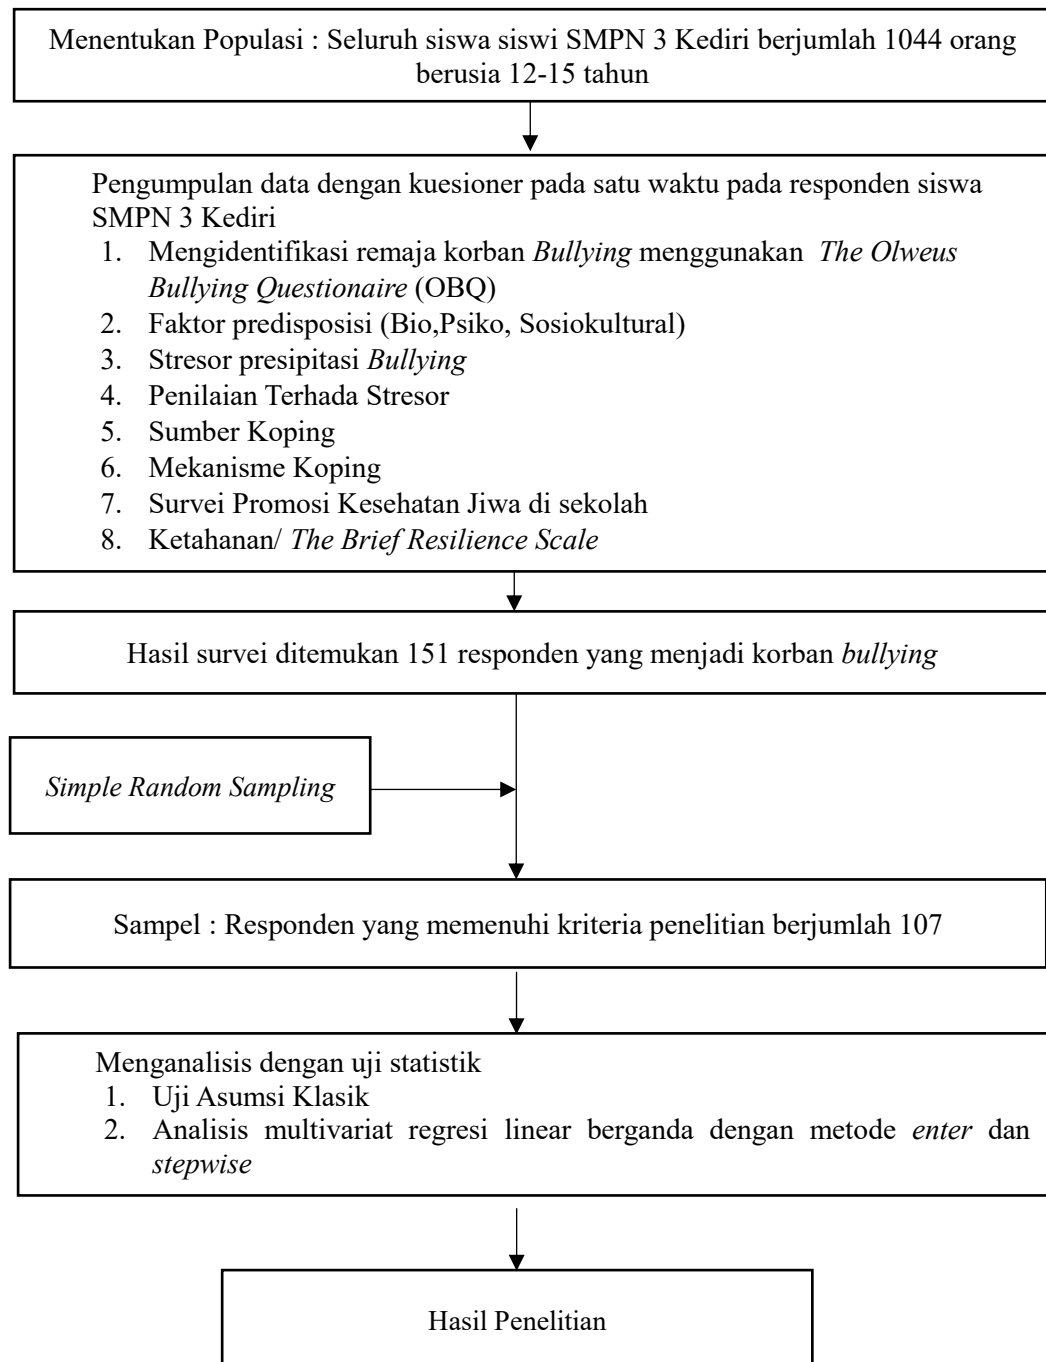 Menentukan Populasi : Seluruh siswa siswi SMPN 3 Kediri berjumlah 1044 orang
berusia 12-15 tahun
Pengumpulan data dengan kuesioner pada satu waktu pada responden siswa
SMPN 3 Kediri
1. Mengidentifikasi remaja korban Bullying menggunakan The Olweus
Bullying Questionaire (OBQ)
2. Faktor predisposisi (Bio,Psiko, Sosiokultural)
3. Stresor presipitasi Bullying
4. Penilaian Terhada Stresor
5. Sumber Koping
6. Mekanisme Koping
7. Survei Promosi Kesehatan Jiwa di sekolah
8. Ketahanan/ The Brief Resilience Scale
Hasil survei ditemukan 151 responden yang menjadi korban bullying
Simple Random Sampling
Sampel : Responden yang memenuhi kriteria penelitian berjumlah 107
Menganalisis dengan uji statistik
1. Uji Asumsi Klasik
2. Analisis multivariat regresi linear berganda dengan metode enter dan
stepwise
Hasil Penelitian